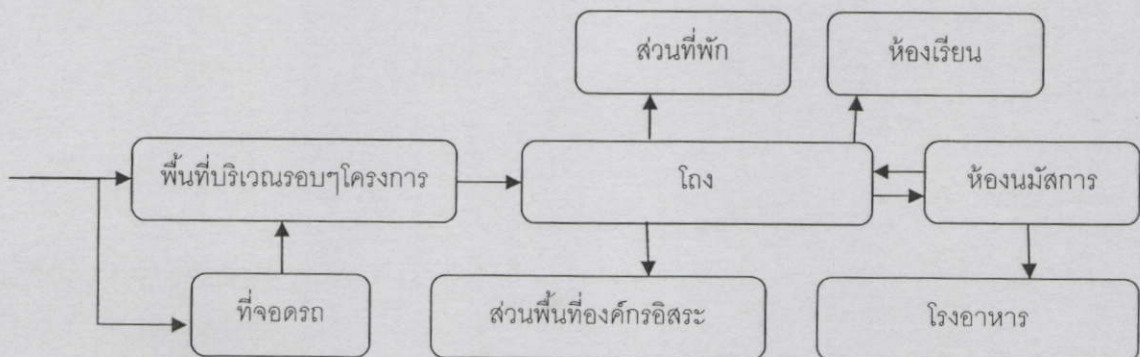 ส่วนที่พัก
ห้องเรียน
พื้นที่บริเวณรอบๆโครงการ
โถง
ห้องนมัสการ
ที่จอดรถ
ส่วนพื้นที่องค์กรอิสระ
โรงอาหาร